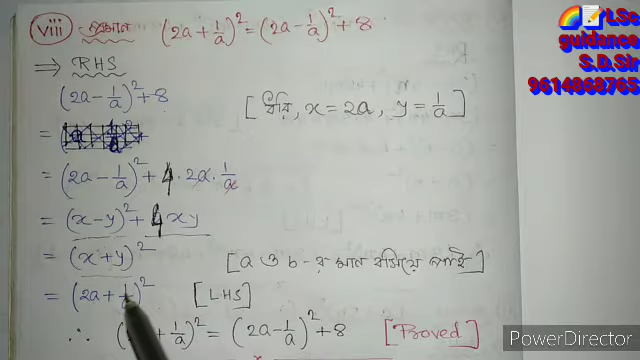 viii) প্রমাণ (2a + 1/a)² = (2a - 1/a)² + 8
⇒ RHS
(2a - 1/a)² + 8 [ ধরি, x = 2a, y = 1/a ]
= (2a - 1/a)² + 4 · 2a · 1/a
= (x - y)² + 4xy
= (x + y)² [ a ও b-র মান বসিয়ে পাই ]
= (2a + 1/a)² [LHS]
∴ (2a + 1/a)² = (2a - 1/a)² + 8 [Proved]
🌈📝LSc
guidance
S.D.Sir
9614868765
PowerDirector